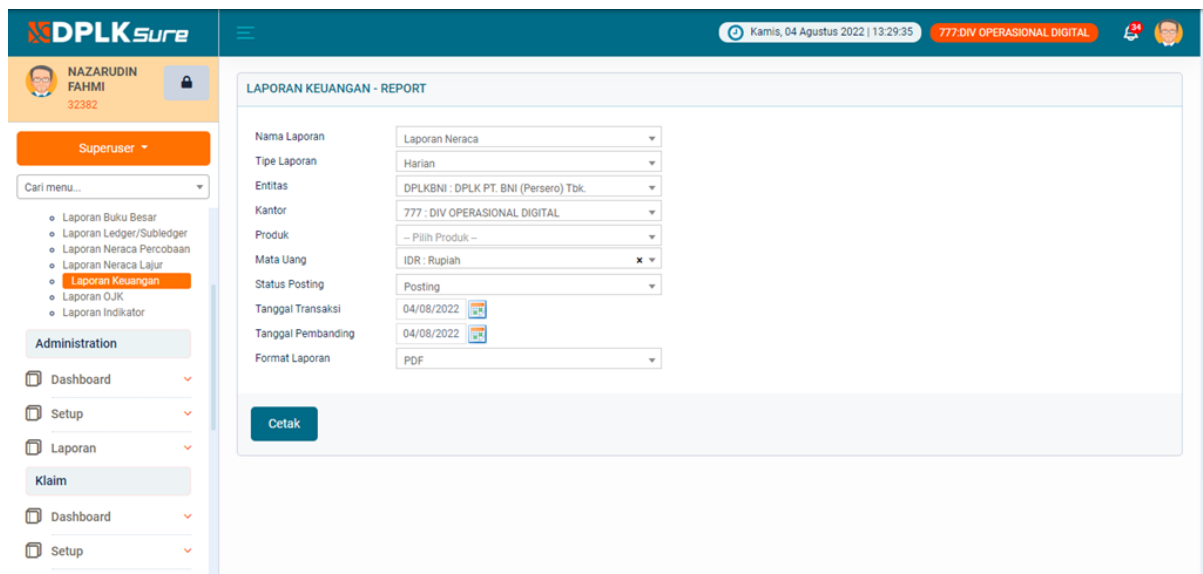 DPLKSure
Kamis, 04 Agustus 2022 | 13:29:35
777:DIV OPERASIONAL DIGITAL
34
NAZARUDIN
FAHMI
32382
Superuser
Cari menu...
Laporan Buku Besar
Laporan Ledger/Subledger
Laporan Neraca Percobaan
Laporan Neraca Lajur
Laporan Keuangan
Laporan OJK
Laporan Indikator
Administration
Dashboard
Setup
Laporan
Klaim
Dashboard
Setup
LAPORAN KEUANGAN - REPORT
Nama Laporan Laporan Neraca
Tipe Laporan Harian
Entitas DPLKBNI : DPLK PT. BNI (Persero) Tbk.
Kantor 777 : DIV OPERASIONAL DIGITAL
Produk -- Pilih Produk --
Mata Uang IDR : Rupiah × 
Status Posting Posting
Tanggal Transaksi 04/08/2022
Tanggal Pembanding 04/08/2022
Format Laporan PDF
Cetak